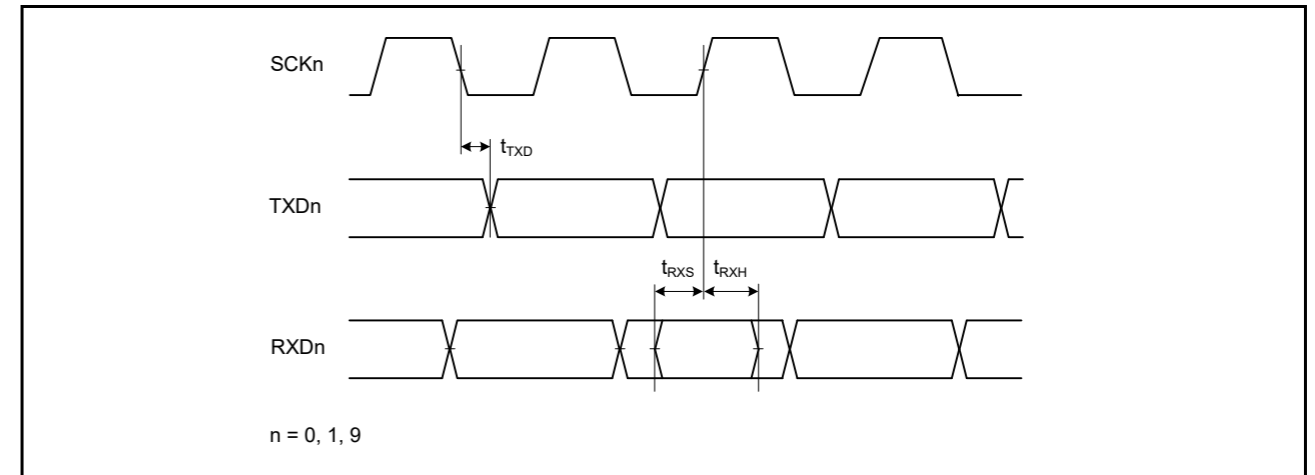 SCKn
tTXD
TXDn
tRXS tRXH
RXDn
n = 0, 1, 9